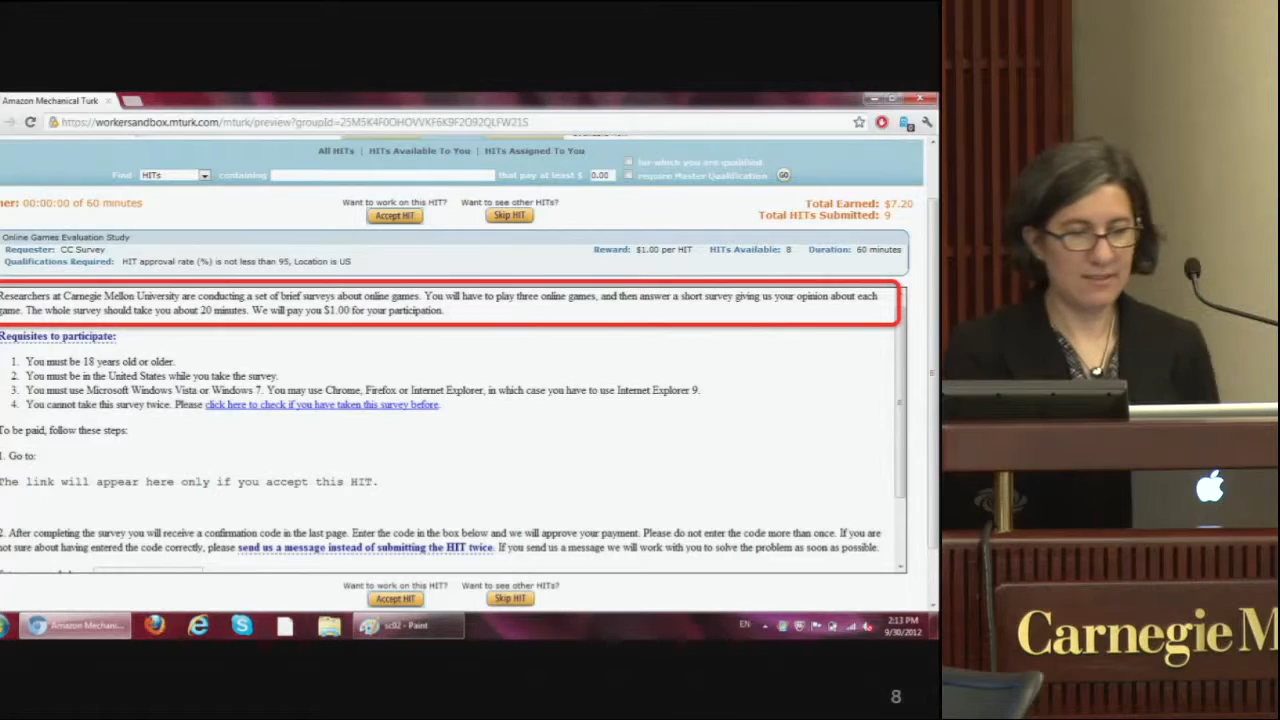 Amazon Mechanical Turk
https://workersandbox.mturk.com/mturk/preview?groupId=25M5K4F0OHOVVKF6K9F2O92QLFW21S
All HITs | HITs Available To You | HITs Assigned To You
for which you are qualified
Find HITs containing that pay at least $ 0.00 require Master Qualification GO
ner: 00:00:00 of 60 minutes
Want to work on this HIT? Want to see other HITs?
Accept HIT Skip HIT
Total Earned: $7.20
Total HITs Submitted: 9
Online Games Evaluation Study
Requester: CC Survey Reward: $1.00 per HIT HITs Available: 8 Duration: 60 minutes
Qualifications Required: HIT approval rate (%) is not less than 95, Location is US
Researchers at Carnegie Mellon University are conducting a set of brief surveys about online games. You will have to play three online games, and then answer a short survey giving us your opinion about each
game. The whole survey should take you about 20 minutes. We will pay you $1.00 for your participation.
Requisites to participate:
1. You must be 18 years old or older.
2. You must be in the United States while you take the survey.
3. You must use Microsoft Windows Vista or Windows 7. You may use Chrome, Firefox or Internet Explorer, in which case you have to use Internet Explorer 9.
4. You cannot take this survey twice. Please click here to check if you have taken this survey before.
To be paid, follow these steps:
1. Go to:
The link will appear here only if you accept this HIT.
2. After completing the survey you will receive a confirmation code in the last page. Enter the code in the box below and we will approve your payment. Please do not enter the code more than once. If you are
not sure about having entered the code correctly, please send us a message instead of submitting the HIT twice. If you send us a message we will work with you to solve the problem as soon as possible.
Want to work on this HIT? Want to see other HITs?
Accept HIT Skip HIT
Amazon Mechani... sc02 - Paint EN 2:13 PM
9/30/2012
8
Carnegie M